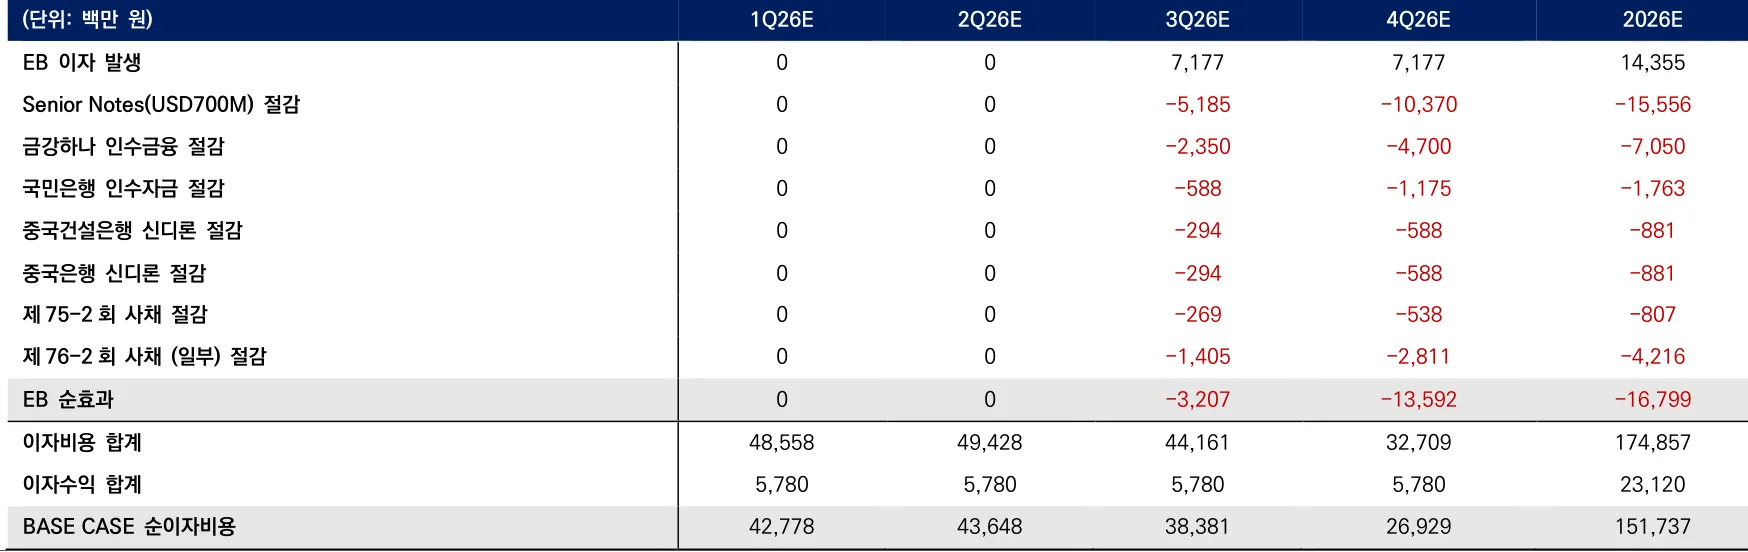 (단위: 백만 원) 1Q26E 2Q26E 3Q26E 4Q26E 2026E
EB 이자 발생 0 0 7,177 7,177 14,355
Senior Notes(USD700M) 절감 0 0 -5,185 -10,370 -15,556
금강하나 인수금융 절감 0 0 -2,350 -4,700 -7,050
국민은행 인수자금 절감 0 0 -588 -1,175 -1,763
중국건설은행 신디론 절감 0 0 -294 -588 -881
중국은행 신디론 절감 0 0 -294 -588 -881
제75-2회 사채 절감 0 0 -269 -538 -807
제76-2회 사채 (일부) 절감 0 0 -1,405 -2,811 -4,216
EB 순효과 0 0 -3,207 -13,592 -16,799
이자비용 합계 48,558 49,428 44,161 32,709 174,857
이자수익 합계 5,780 5,780 5,780 5,780 23,120
BASE CASE 순이자비용 42,778 43,648 38,381 26,929 151,737